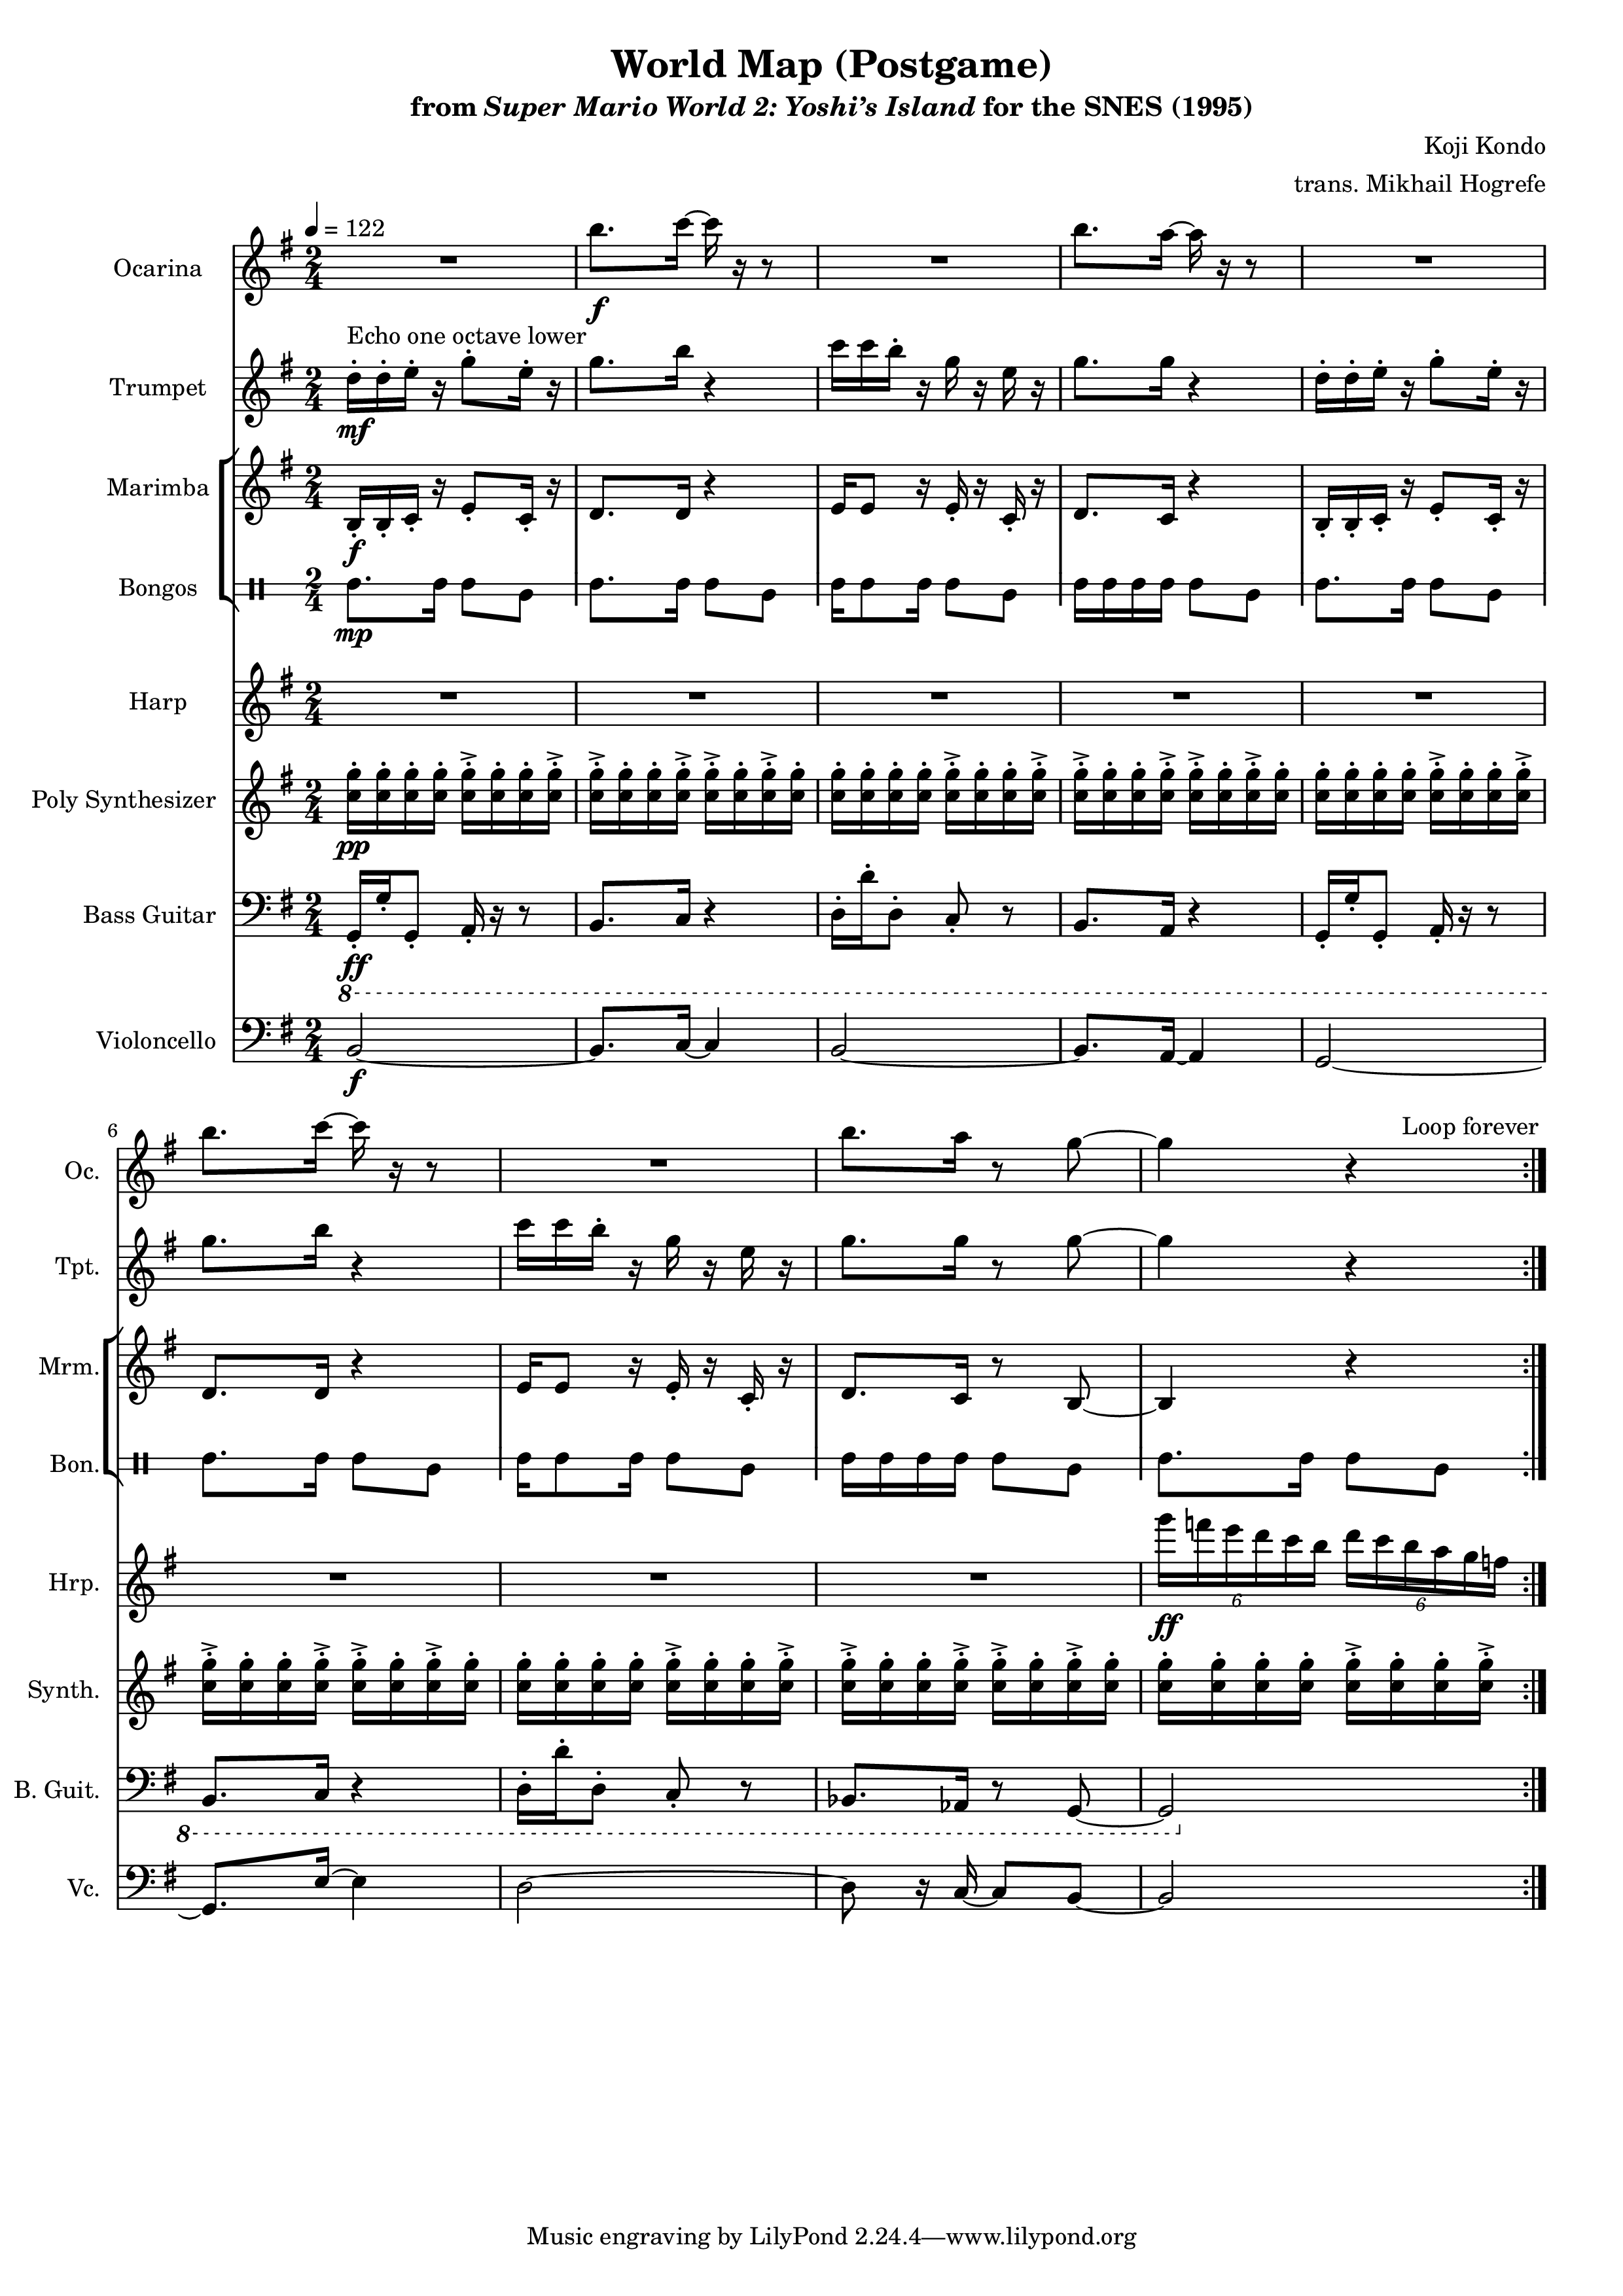 World Map (Postgame)
from Super Mario World 2: Yoshi’s Island for the SNES (1995)
Koji Kondo
trans. Mikhail Hogrefe
= 122
Ocarina
f
Echo one octave lower
Trumpet
mf
Marimba
f
Bongos
mp
Harp
Poly Synthesizer
pp
Bass Guitar
ff
8
Violoncello
f
6
Loop forever
Oc.
Tpt.
Mrm.
Bon.
Hrp.
ff
6
6
Synth.
B. Guit.
8
Vc.
Music engraving by LilyPond 2.24.4—www.lilypond.org